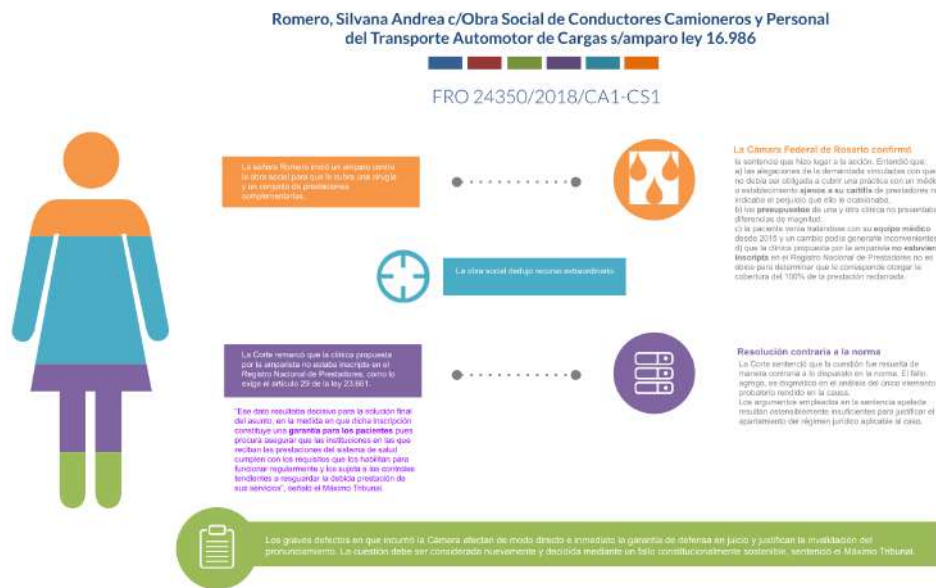 Romero, Silvana Andrea c/Obra Social de Conductores Camioneros y Personal
del Transporte Automotor de Cargas s/amparo ley 16.986
FRO 24350/2018/CA1-CS1
La señora Romero inició un amparo contra
la obra social para que le cubra una cirugía
y un conjunto de prestaciones
complementarias.
La Cámara Federal de Rosario confirmó
la sentencia que hizo lugar a la acción. Entendió que:
a) las alegaciones de la demandada vinculadas con que
no debía ser obligada a cubrir una práctica con un
o establecimiento ajenos a su cartilla de prestadores
indicaba el perjuicio que ello le ocasionaba.
b) los presupuestos de una y otra clínica no
diferencias de magnitud.
c) la paciente venía tratándose con su equipo médico
desde 2015 y un cambio podía generarle
d) que la clínica propuesta por la amparista no
inscripta en el Registro Nacional de Prestadores no es
óbice para determinar que le corresponde otorgar la
cobertura del 100% de la prestación reclamada.
La obra social dedujo recurso extraordinario.
La Corte remarcó que la clínica propuesta
por la amparista no estaba inscripta en el
Registro Nacional de Prestadores, como lo
exige el artículo 29 de la ley 23.661.
"Ese dato resultaba decisivo para la solución final
del asunto, en la medida en que dicha inscripción
constituye una garantía para los pacientes pues
procura asegurar que las instituciones en las que
reciban las prestaciones del sistema de salud
cumplen con los requisitos que los habilitan para
funcionar regularmente y los sujeta a los controles
tendientes a resguardar la debida prestación de
sus servicios", señaló el Máximo Tribunal.
Resolución contraria a la norma
La Corte sentenció que la cuestión fue resuelta de
manera contraria a lo dispuesto en la norma. El fallo,
agregó, es dogmático en el análisis del único elemento
probatorio rendido en la causa.
Los argumentos empleados en la sentencia apelada
resultan ostensiblemente insuficientes para justificar el
apartamiento del régimen jurídico aplicable al caso.
Los graves defectos en que incurrió la Cámara afectan de modo directo e inmediato la garantía de defensa en juicio y justifican la invalidación del
pronunciamiento. La cuestión debe ser considerada nuevamente y decidida mediante un fallo constitucionalmente sostenible, sentenció el Máximo Tribunal.